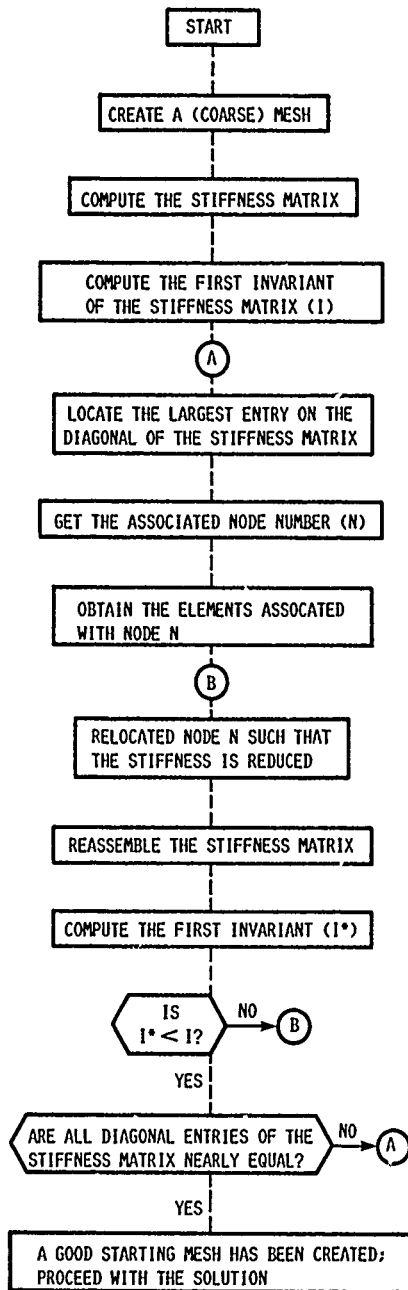 START
CREATE A (COARSE) MESH
COMPUTE THE STIFFNESS MATRIX
COMPUTE THE FIRST INVARIANT
OF THE STIFFNESS MATRIX (I)
A
LOCATE THE LARGEST ENTRY ON THE
DIAGONAL OF THE STIFFNESS MATRIX
GET THE ASSOCIATED NODE NUMBER (N)
OBTAIN THE ELEMENTS ASSOCATED
WITH NODE N
B
RELOCATED NODE N SUCH THAT
THE STIFFNESS IS REDUCED
REASSEMBLE THE STIFFNESS MATRIX
COMPUTE THE FIRST INVARIANT (I*)
IS
I* < I?
NO
B
YES
ARE ALL DIAGONAL ENTRIES OF THE
STIFFNESS MATRIX NEARLY EQUAL?
NO
A
YES
A GOOD STARTING MESH HAS BEEN CREATED;
PROCEED WITH THE SOLUTION